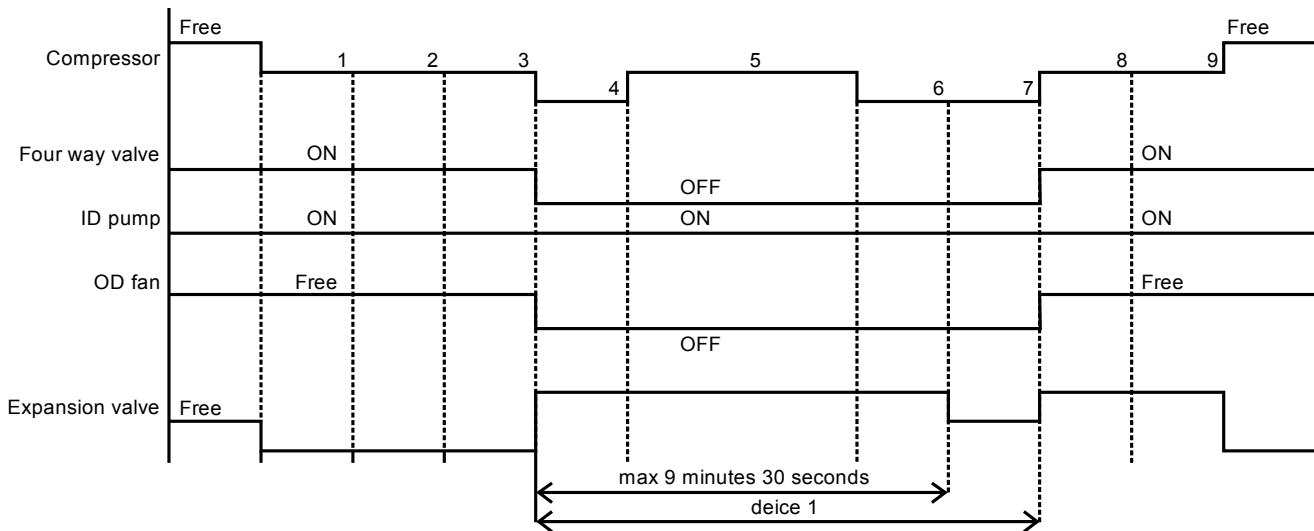 Free
Free
Compressor
1 2 3 5 8 9
4 6 7
Four way valve
ON
ON
OFF
ID pump
ON
ON
ON
OD fan
Free
Free
OFF
Expansion valve
Free
max 9 minutes 30 seconds
deice 1